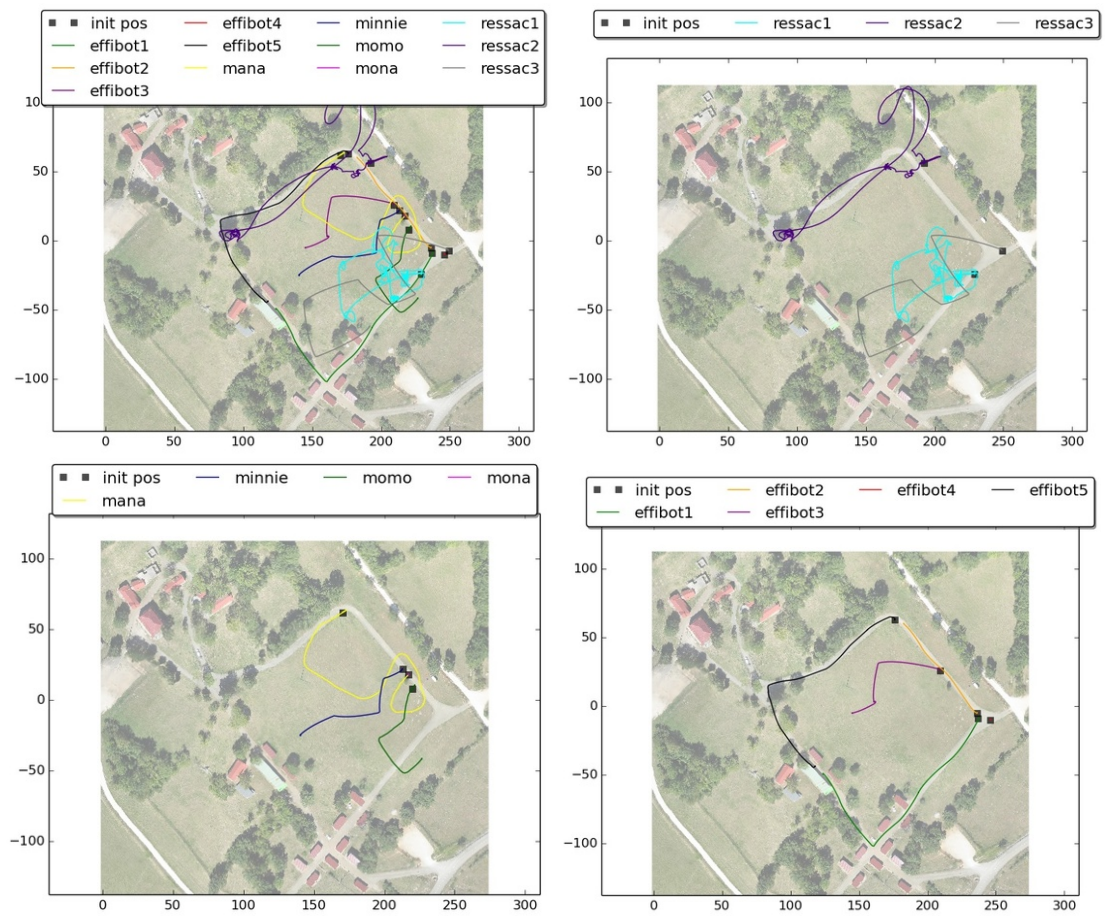 init pos effibot4 minnie ressac1
effibot1 effibot5 momo ressac2
effibot2 mana mona ressac3
effibot3
10
50
0
−50
−100
0 50 100 150 200 250 300
init pos ressac1 ressac2 ressac3
100
50
0
−50
−100
0 50 100 150 200 250 300
init pos minnie momo mona
mana
100
50
0
−50
−100
0 50 100 150 200 250 300
init pos effibot2 effibot4 effibot5
effibot1 effibot3
100
50
0
−50
−100
0 50 100 150 200 250 300